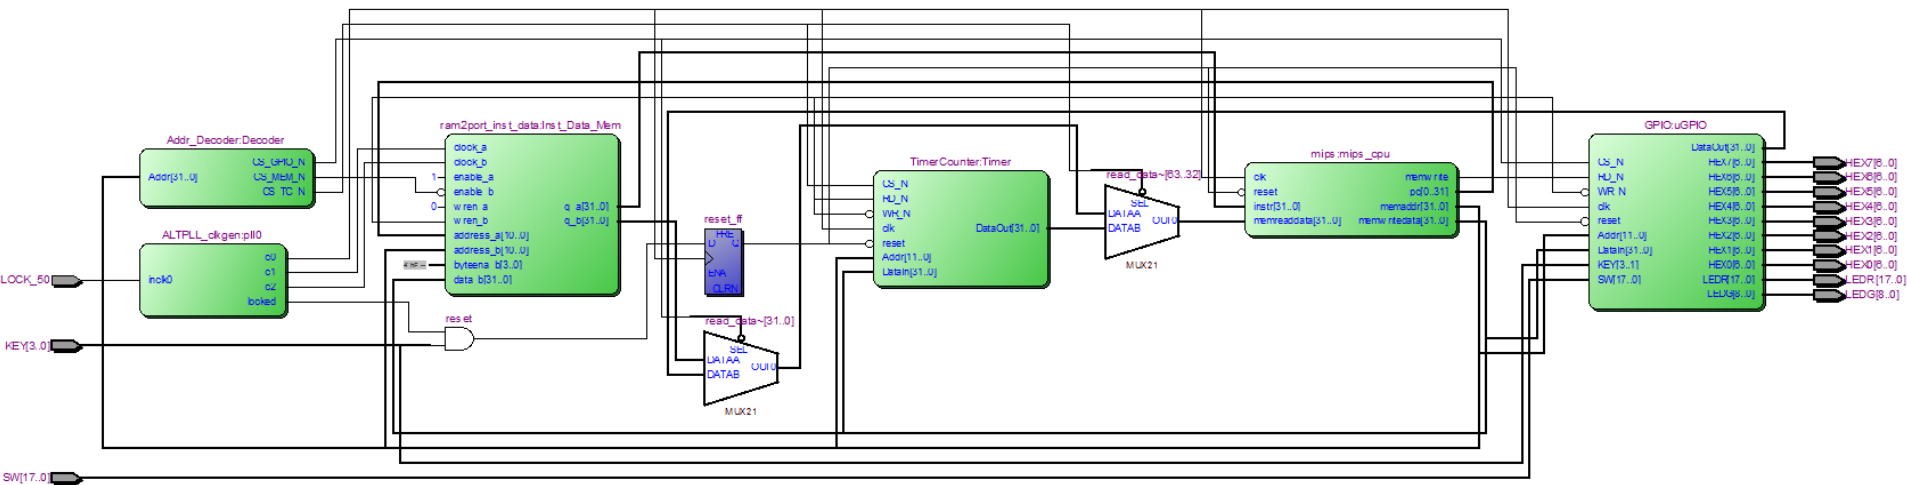 Addr_Decoder:Decoder
Addr[31..0]
CS_GPIO_N
CS_MEM_N
CS_TC_N
ALTPLL_clkgen:pll0
inclk0
c0
c1
c2
locked
LOCK_50
KEY[3..0]
SW[17..0]
ram2port_inst_data:Inst_Data_Mem
clock_a
clock_b
1
enable_a
enable_b
0
wren_a
wren_b
address_a[10..0]
address_b[10..0]
byteena_b[3..0]
data_b[31..0]
q_a[31..0]
q_b[31..0]
reset
reset_ff
PRE
D
Q
ENA
CLRN
read_data~[31..0]
SEL
DATAA
DATAB
OUT0
MUX21
TimerCounter:Timer
CS_N
RD_N
WR_N
clk
reset
Addr[11..0]
DataIn[31..0]
DataOut[31..0]
read_data~[63..32]
SEL
DATAA
DATAB
OUT0
MUX21
mips:mips_cpu
clk
reset
instr[31..0]
memreaddata[31..0]
memwrite
pc[0..31]
memaddr[31..0]
memwritedata[31..0]
GPIO:uGPIO
CS_N
RD_N
WR_N
clk
reset
Addr[11..0]
DataIn[31..0]
KEY[3..1]
SW[17..0]
DataOut[31..0]
HEX7[6..0]
HEX6[6..0]
HEX5[6..0]
HEX4[6..0]
HEX3[6..0]
HEX2[6..0]
HEX1[6..0]
HEX0[6..0]
LEDR[17..0]
LEDG[8..0]
HEX7[6..0]
HEX6[6..0]
HEX5[6..0]
HEX4[6..0]
HEX3[6..0]
HEX2[6..0]
HEX1[6..0]
HEX0[6..0]
LEDR[17..0]
LEDG[8..0]